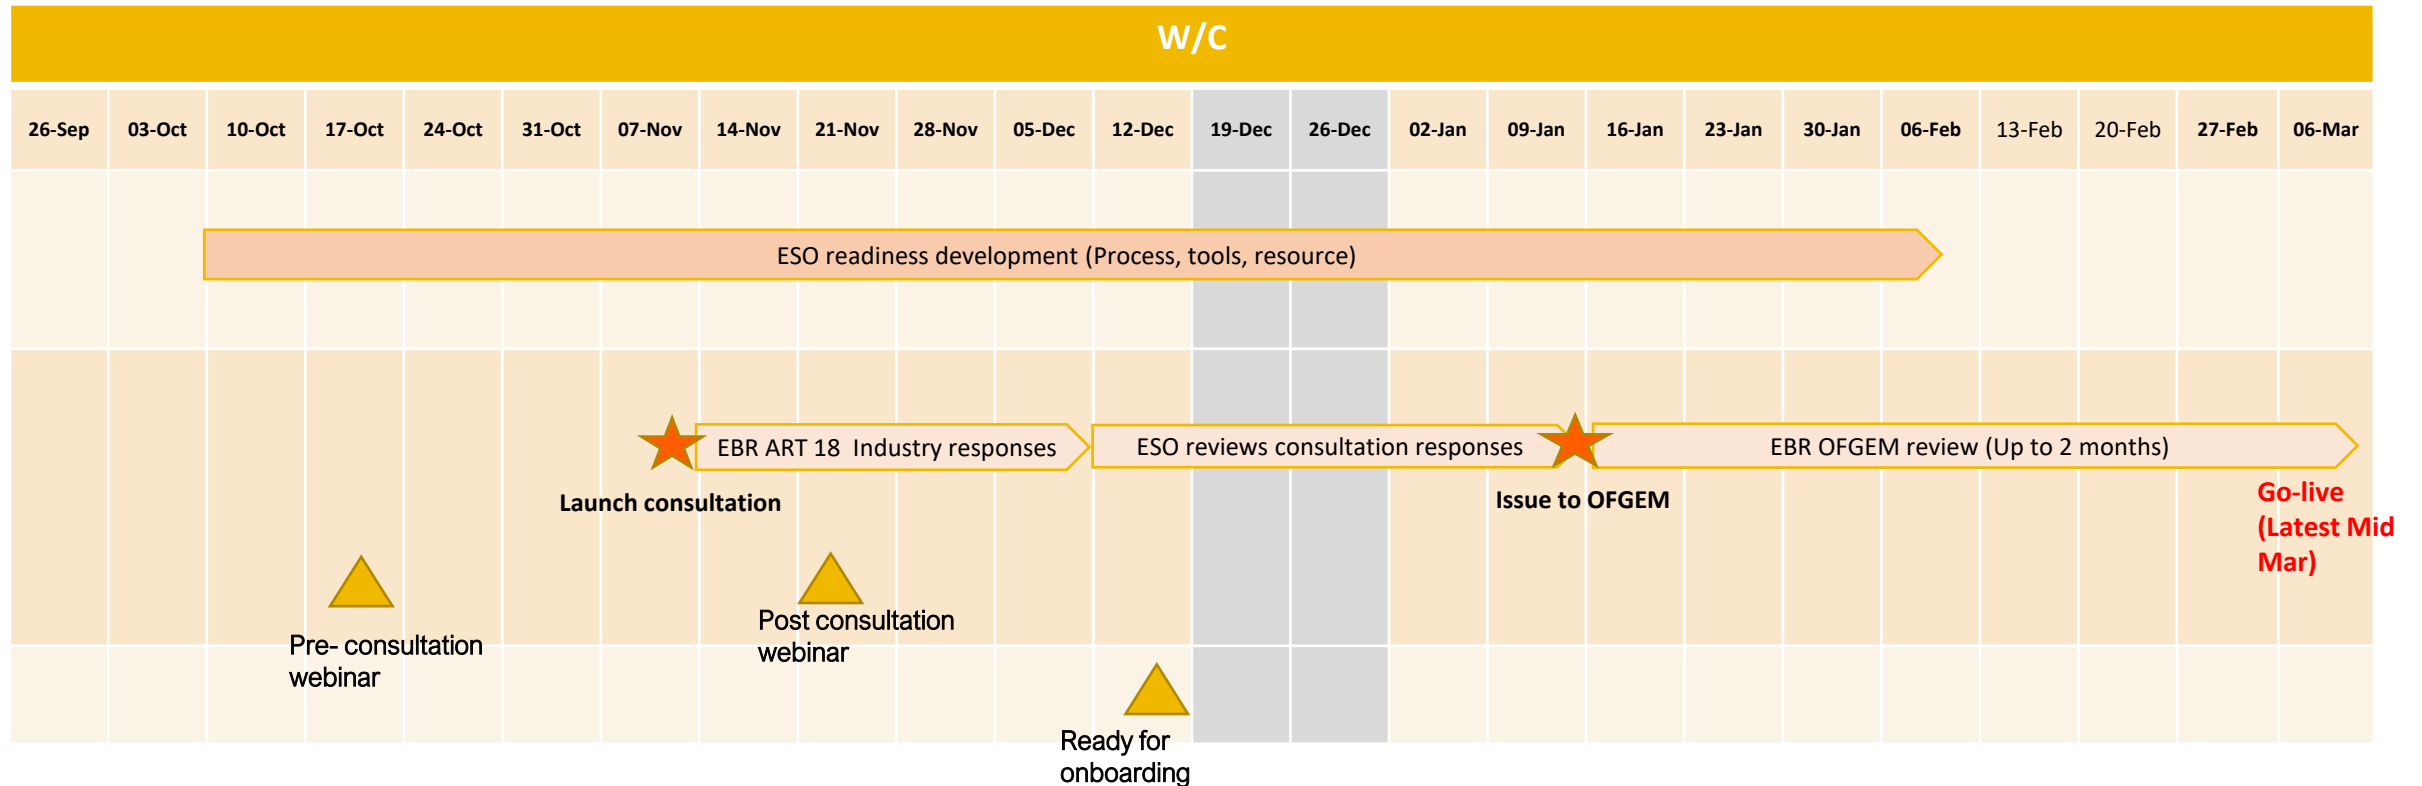 W/C
26-Sep 03-Oct 10-Oct 17-Oct 24-Oct 31-Oct 07-Nov 14-Nov 21-Nov 28-Nov 05-Dec 12-Dec 19-Dec 26-Dec 02-Jan 09-Jan 16-Jan 23-Jan 30-Jan 06-Feb 13-Feb 20-Feb 27-Feb 06-Mar
ESO readiness development (Process, tools, resource)
EBR ART 18  Industry responses
ESO reviews consultation responses
EBR OFGEM review (Up to 2 months)
Launch consultation
Issue to OFGEM
Go-live
(Latest Mid
Mar)
Pre- consultation
webinar
Post consultation
webinar
Ready for
onboarding